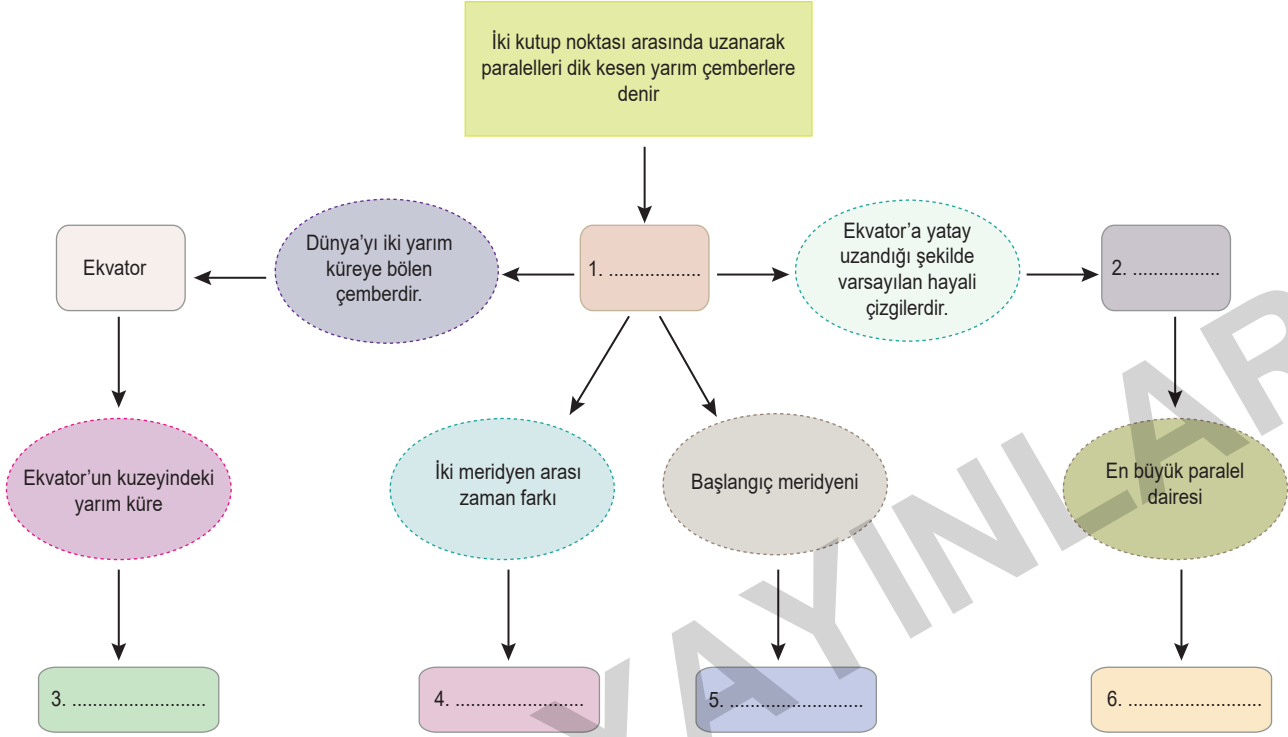 İki kutup noktası arasında uzanarak
paralelleri dik kesen yarım çemberlere
denir
Ekvator
Dünya’yı iki yarım
küreye bölen
çemberdir.
1. ..................
Ekvator’a yatay
uzandığı şekilde
varsayılan hayali
çizgilerdir.
2. .................
Ekvator’un kuzeyindeki
yarım küre
İki meridyen arası
zaman farkı
Başlangıç meridyeni
En büyük paralel
dairesi
3. ..........................
4. .........................
5. ..........................
6. ..........................
YAYINLAR